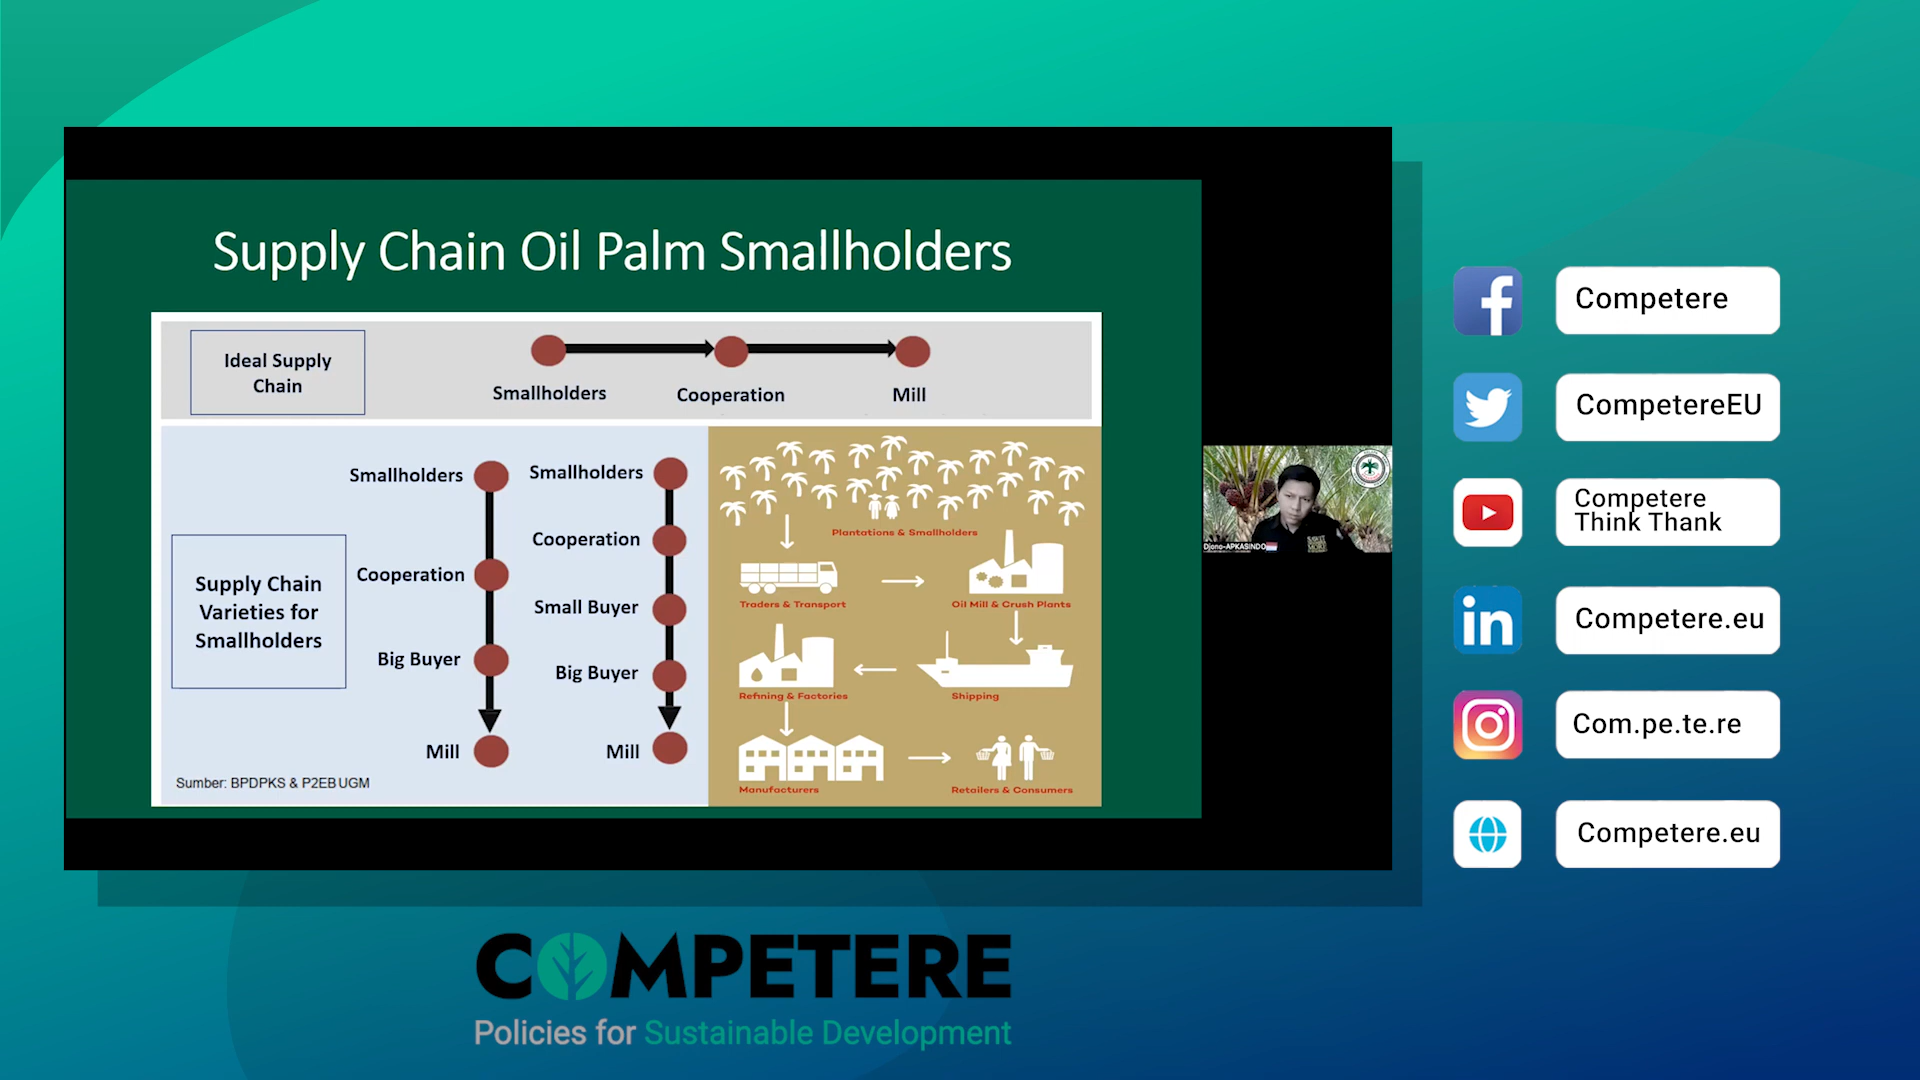 Supply Chain Oil Palm Smallholders
Ideal Supply
Chain
Smallholders
Cooperation
Mill
Supply Chain
Varieties for
Smallholders
Smallholders
Cooperation
Big Buyer
Mill
Smallholders
Cooperation
Small Buyer
Big Buyer
Mill
Sumber: BPDPKS & P2EB UGM
Plantations & Smallholders
Traders & Transport
Oil Mill & Crush Plants
Refining & Factories
Shipping
Manufacturers
Retailers & Consumers
Djono-APKASINDO
Competere
CompetereEU
Competere
Think Thank
Competere.eu
Com.pe.te.re
Competere.eu
COMPETERE
Policies for Sustainable Development